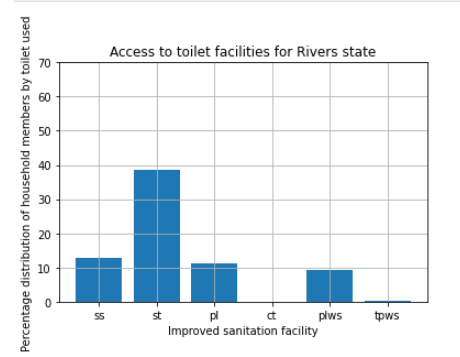 Access to toilet facilities for Rivers state
Percentage distribution of household members by toilet used
70
60
50
40
30
20
10
0
ss st pl ct plws tpws
Improved sanitation facility